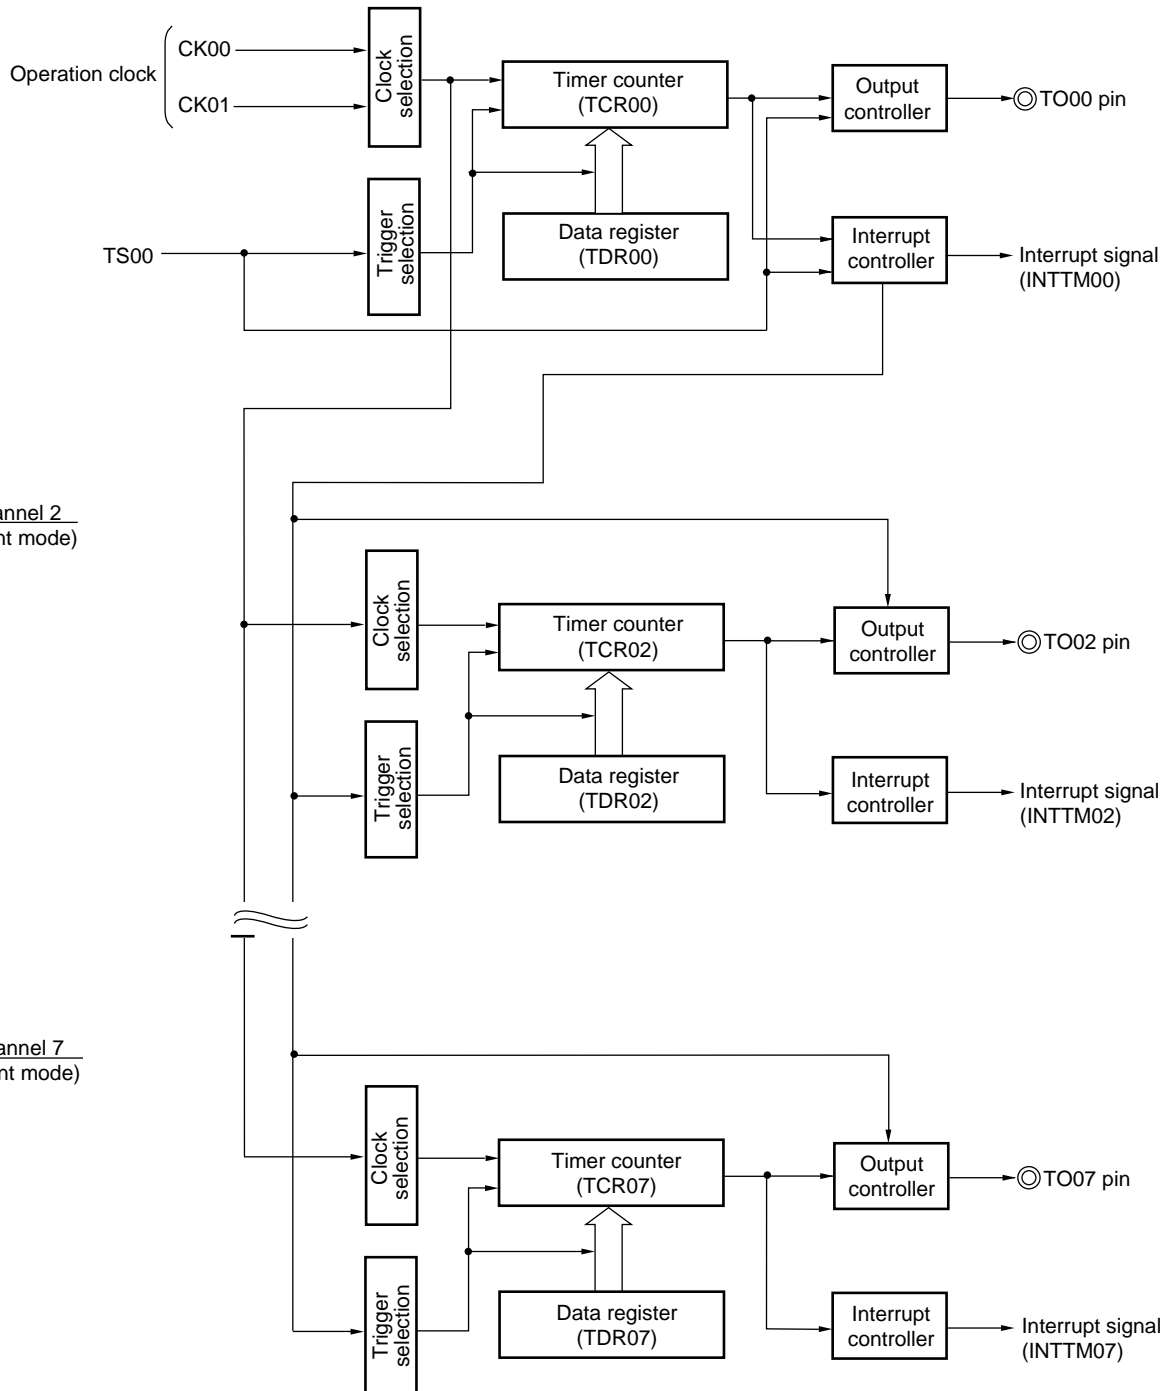 Operation clock
CK00
CK01
Clock
selection
Timer counter
(TCR00)
Output
controller
TO00 pin
TS00
Trigger
selection
Data register
(TDR00)
Interrupt
controller
Interrupt signal
(INTTM00)
annel 2
nt mode)
Clock
selection
Timer counter
(TCR02)
Output
controller
TO02 pin
Trigger
selection
Data register
(TDR02)
Interrupt
controller
Interrupt signal
(INTTM02)
annel 7
nt mode)
Clock
selection
Timer counter
(TCR07)
Output
controller
TO07 pin
Trigger
selection
Data register
(TDR07)
Interrupt
controller
Interrupt signal
(INTTM07)